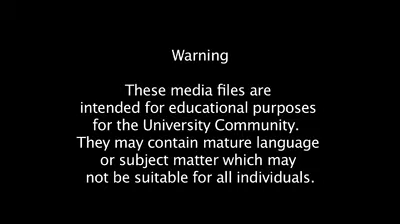 Warning
These media files are
intended for educational purposes
for the University Community.
They may contain mature language
or subject matter which may
not be suitable for all individuals.